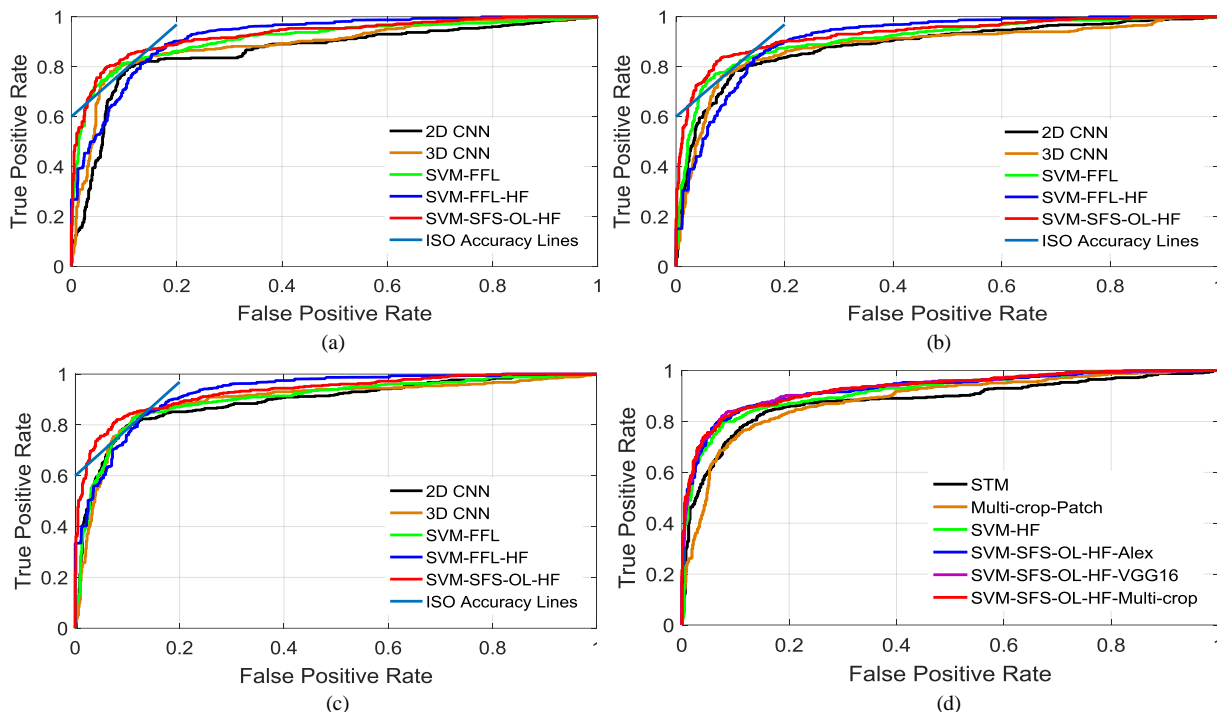 1
0.8
0.6
0.4
0.2
0
True Positive Rate
2D CNN
3D CNN
SVM-FFL
SVM-FFL-HF
SVM-SFS-OL-HF
ISO Accuracy Lines
0 0.2 0.4 0.6 0.8 1
False Positive Rate
(a)
1
0.8
0.6
0.4
0.2
0
True Positive Rate
2D CNN
3D CNN
SVM-FFL
SVM-FFL-HF
SVM-SFS-OL-HF
ISO Accuracy Lines
0 0.2 0.4 0.6 0.8 1
False Positive Rate
(b)
1
0.8
0.6
0.4
0.2
0
True Positive Rate
2D CNN
3D CNN
SVM-FFL
SVM-FFL-HF
SVM-SFS-OL-HF
ISO Accuracy Lines
0 0.2 0.4 0.6 0.8 1
False Positive Rate
(c)
1
0.8
0.6
0.4
0.2
0
True Positive Rate
STM
Multi-crop-Patch
SVM-HF
SVM-SFS-OL-HF-Alex
SVM-SFS-OL-HF-VGG16
SVM-SFS-OL-HF-Multi-crop
0 0.2 0.4 0.6 0.8 1
False Positive Rate
(d)